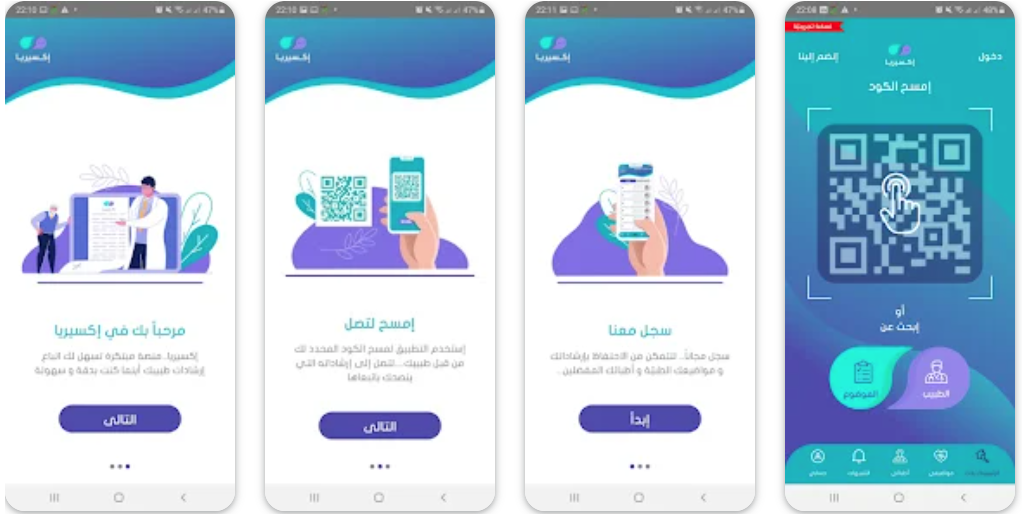 22:10
47%
إكسيريا
مرحباً بك في إكسيريا
إكسيريا..منصة مبتكرة تسهل لك اتباع
إرشادات طبيبك أينما كنت بدقة و سهولة
التالى
22:10
47%
إكسيريا
إمسح لتصل
إستخدم التطبيق لمسح الكود المحدد لك
من قبل طبيبك ...لتصل إلى إرشاداته التي
ينصحك باتباعها
التالى
22:11
47%
إكسيريا
سجل معنا
سجل مجاناً.. لتتمكن من الاحتفاظ بإرشاداتك
و مواضيعك الطبيّة و أطبائك المفضلين..
إبدأ
22:08
46%
نسخة تجريبية
دخول
إكسيريا
إنضم إلينا
إمسح الكود
أو
إبحث عن
الطبيب
الموضوع
مواضيعي
أطبائي
التنبيهات
حسابي